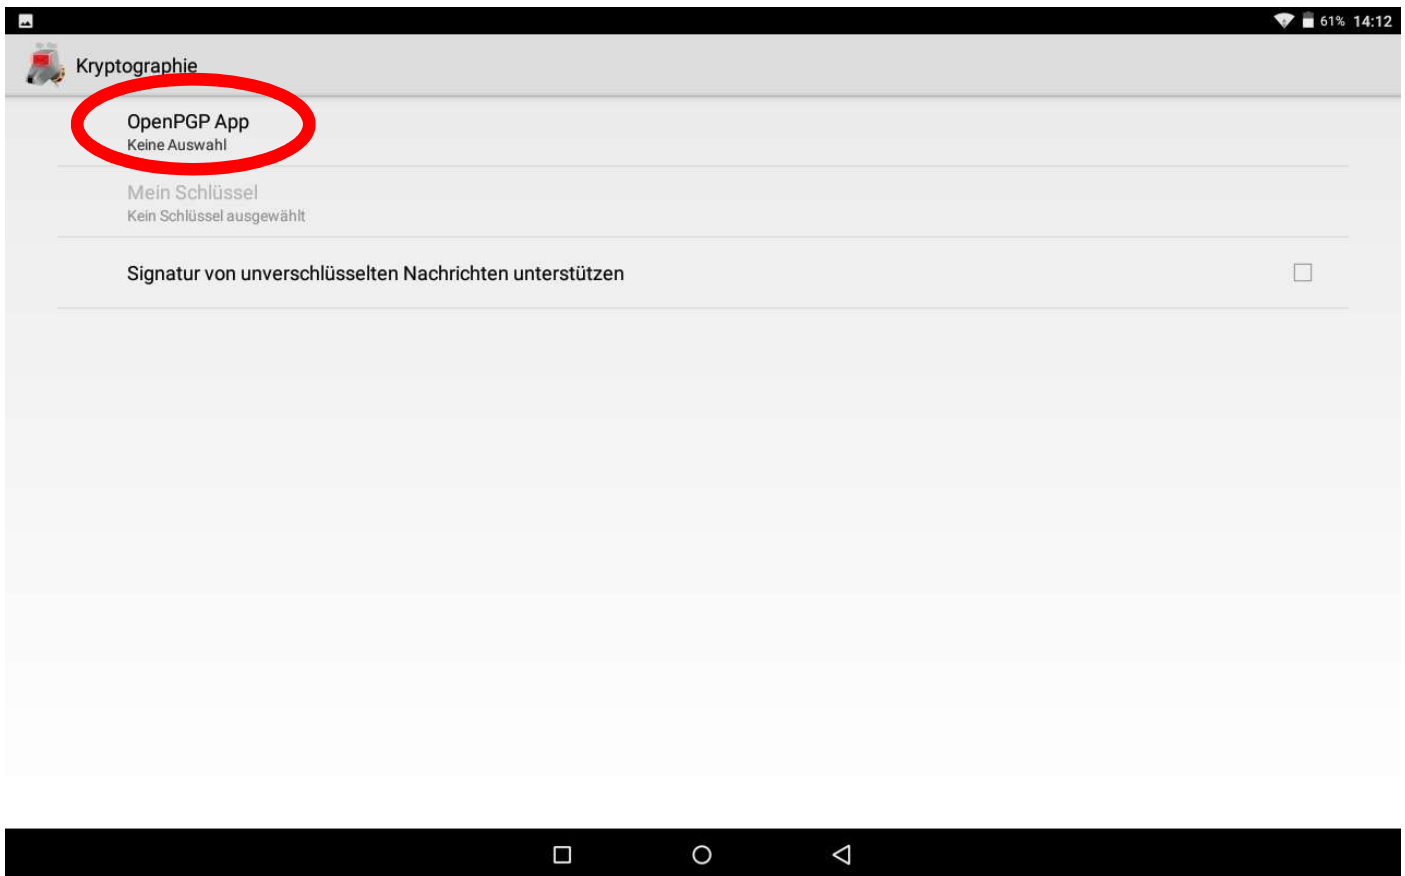 61% 14:12
Kryptographie
OpenPGP App
Keine Auswahl
Mein Schlüssel
Kein Schlüssel ausgewählt
Signatur von unverschlüsselten Nachrichten unterstützen